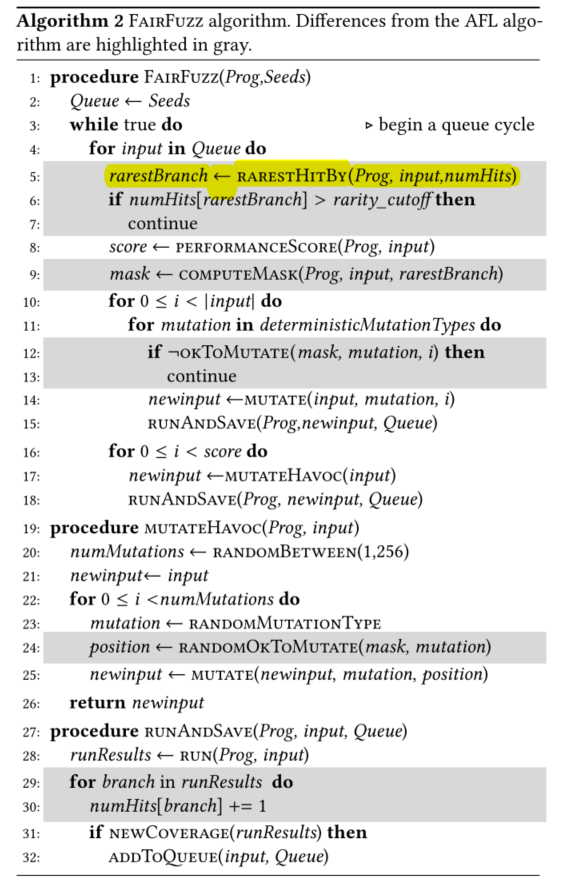 Algorithm 2 FAIRFUZZ algorithm. Differences from the AFL algo-
rithm are highlighted in gray.
1: procedure FAIRFUZZ(Prog,Seeds)
2: Queue ← Seeds
3: while true do ▷ begin a queue cycle
4: for input in Queue do
5: rarestBranch ← RARESTHITBY(Prog, input,numHits)
6: if numHits[rarestBranch] > rarity_cutoff then
7: continue
8: score ← PERFORMANCESCORE(Prog, input)
9: mask ← COMPUTEMASK(Prog, input, rarestBranch)
10: for 0 ≤ i < |input| do
11: for mutation in deterministicMutationTypes do
12: if ¬OKTOMUTATE(mask, mutation, i) then
13: continue
14: newinput ←MUTATE(input, mutation, i)
15: RUNANDSAVE(Prog,newinput, Queue)
16: for 0 ≤ i < score do
17: newinput ←MUTATEHAVOC(input)
18: RUNANDSAVE(Prog, newinput, Queue)
19: procedure MUTATEHAVOC(Prog, input)
20: numMutations ← RANDOMBETWEEN(1,256)
21: newinput← input
22: for 0 ≤ i <numMutations do
23: mutation ← RANDOMMUTATIONTYPE
24: position ← RANDOMOKTOMUTATE(mask, mutation)
25: newinput ← MUTATE(newinput, mutation, position)
26: return newinput
27: procedure RUNANDSAVE(Prog, input, Queue)
28: runResults ← RUN(Prog, input)
29: for branch in runResults do
30: numHits[branch] += 1
31: if NEWCOVERAGE(runResults) then
32: ADDTOQUEUE(input, Queue)